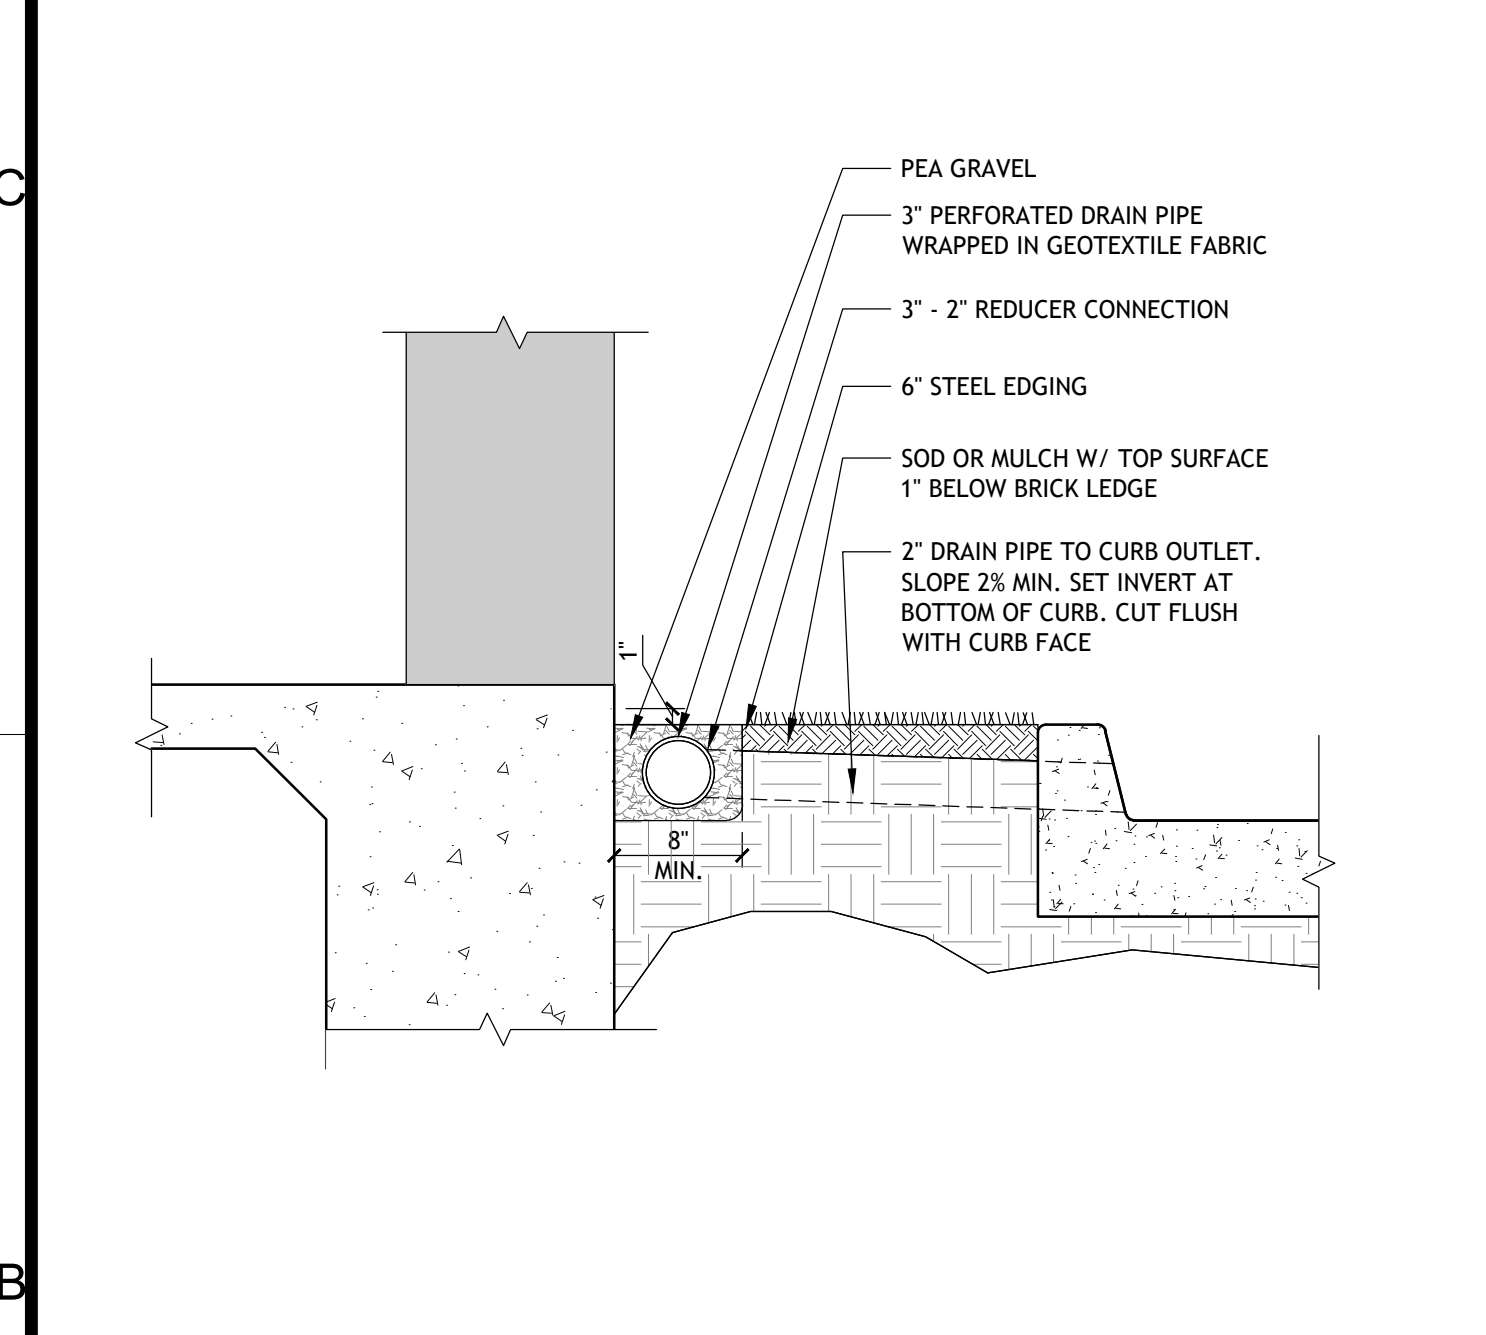 C
PEA GRAVEL
3" PERFORATED DRAIN PIPE
WRAPPED IN GEOTEXTILE FABRIC
3" - 2" REDUCER CONNECTION
6" STEEL EDGING
SOD OR MULCH W/ TOP SURFACE
1" BELOW BRICK LEDGE
2" DRAIN PIPE TO CURB OUTLET.
SLOPE 2% MIN. SET INVERT AT
BOTTOM OF CURB. CUT FLUSH
WITH CURB FACE
1"
8"
MIN.
B